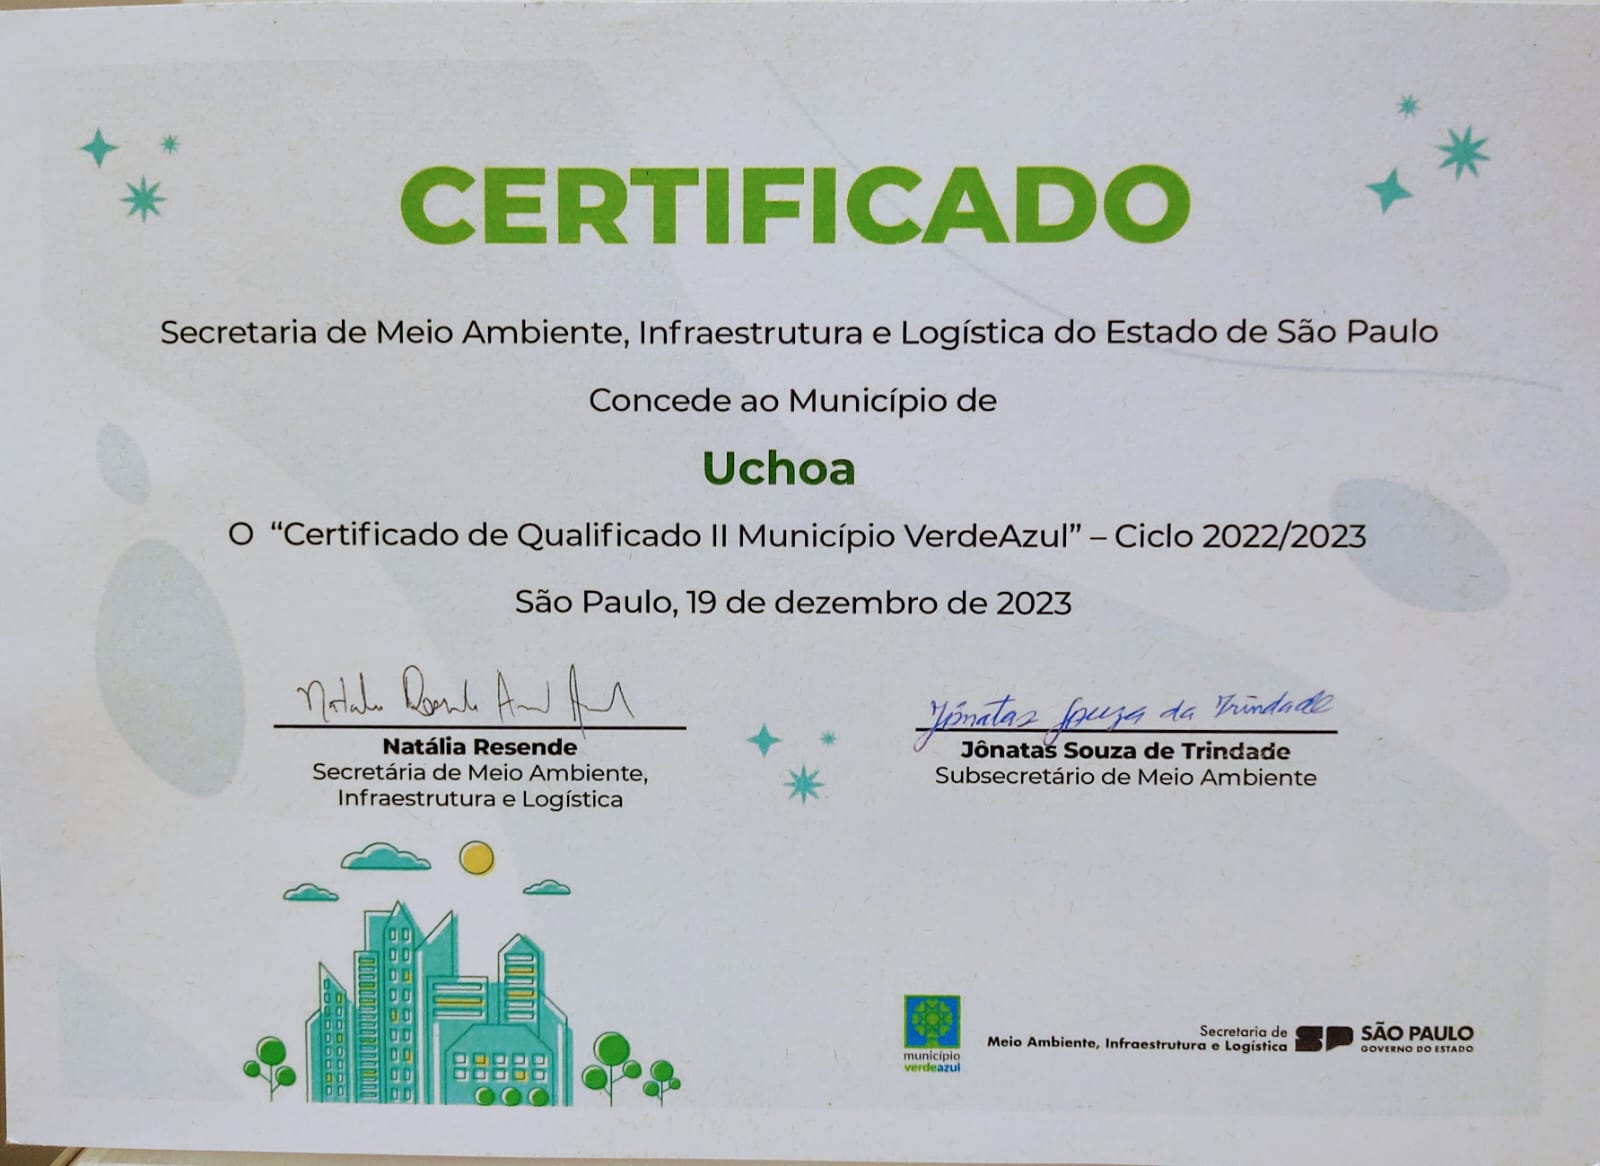 CERTIFICADO
Secretaria de Meio Ambiente, Infraestrutura e Logística do Estado de São Paulo
Concede ao Município de
Uchoa
O “Certificado de Qualificado II Município VerdeAzul” – Ciclo 2022/2023
São Paulo, 19 de dezembro de 2023
Natália Resende
Secretária de Meio Ambiente,
Infraestrutura e Logística
Jônatas Souza da Trindade
Jônatas Souza de Trindade
Subsecretário de Meio Ambiente
município
verdeazul
Secretaria de
Meio Ambiente, Infraestrutura e Logística
SP
SÃO PAULO
GOVERNO DO ESTADO